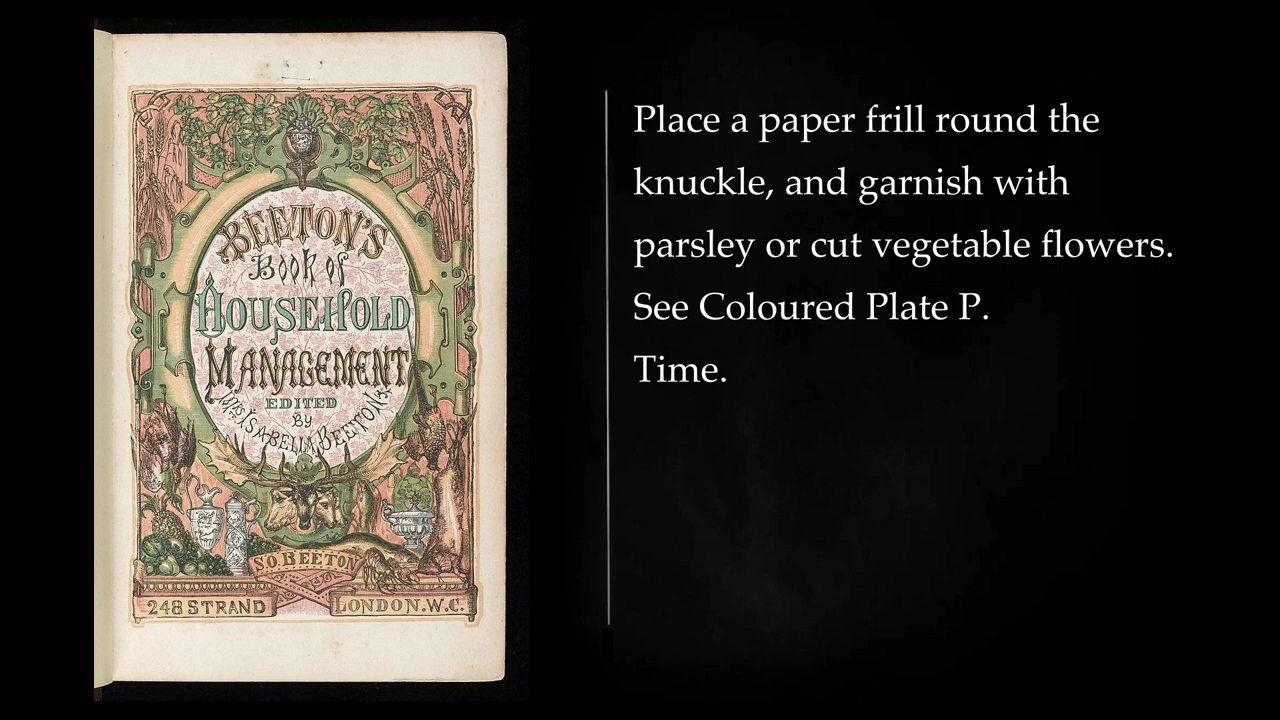 BEETON'S
Book of
HOUSEHOLD
MANAGEMENT
EDITED
BY
MRS ISABELLA BEETON
S.O. BEETON
248 STRAND
LONDON. W.C.
Place a paper frill round the
knuckle, and garnish with
parsley or cut vegetable flowers.
See Coloured Plate P.
Time.